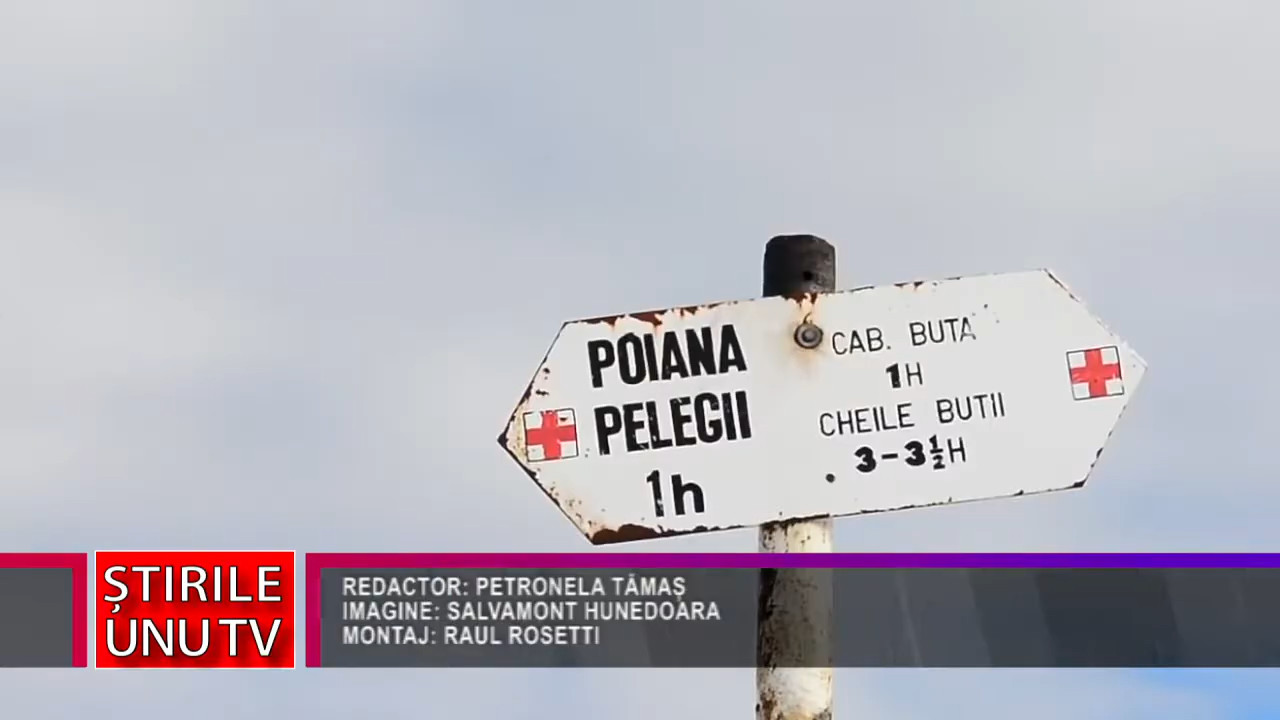 POIANA
PELEGII
1h
CAB. BUTA
1H
CHEILE BUTII
3-3½H
ȘTIRILE
UNU TV
REDACTOR: PETRONELA TĂMAȘ
IMAGINE: SALVAMONT HUNEDOARA
MONTAJ: RAUL ROSETTI